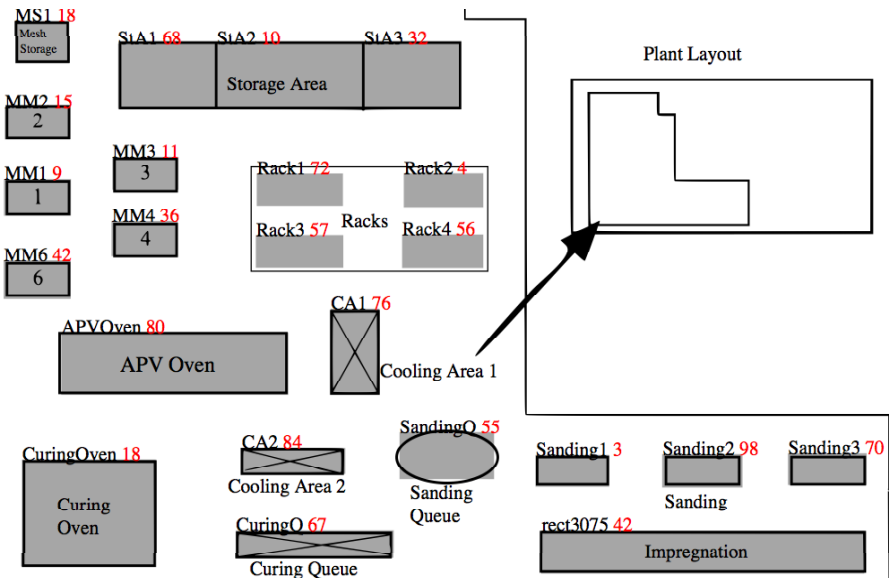 MS1 18
Mesh
Storage
StA1 68
StA2 10
StA3 32
Storage Area
Plant Layout
MM2 15
2
MM1 9
1
MM3 11
3
MM4 36
4
MM6 42
6
Rack1 72
Rack2 4
Racks
Rack3 57
Rack4 56
CA1 76
Cooling Area 1
APVOven 80
APV Oven
CuringOven 18
Curing
Oven
CA2 84
Cooling Area 2
SandingQ 55
Sanding
Queue
CuringQ 67
Curing Queue
Sanding1 3
Sanding2 98
Sanding3 70
Sanding
rect3075 42
Impregnation